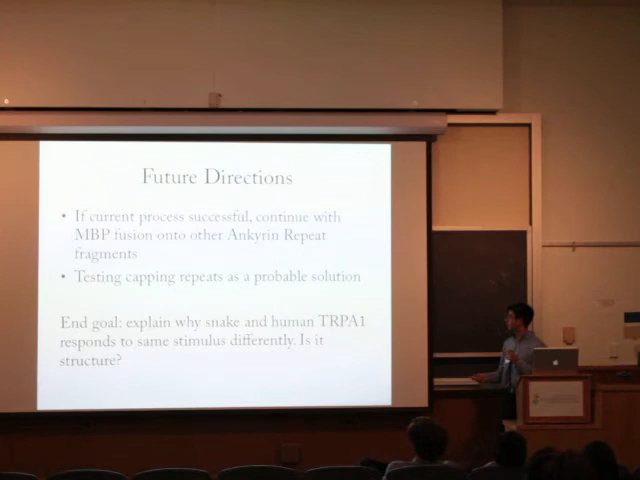 Future Directions
• If current process successful, continue with
MBP fusion onto other Ankyrin Repeat
fragments
• Testing capping repeats as a probable solution
End goal: explain why snake and human TRPA1
responds to same stimulus differently. Is it
structure?